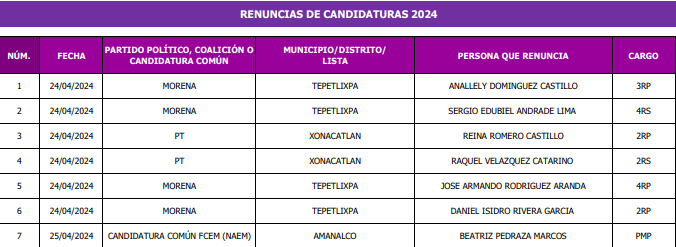 RENUNCIAS DE CANDIDATURAS 2024
NÚM. FECHA PARTIDO POLÍTICO, COALICIÓN O CANDIDATURA COMÚN MUNICIPIO/DISTRITO/ LISTA PERSONA QUE RENUNCIA CARGO
1 24/04/2024 MORENA TEPETLIXPA ANALLELY DOMINGUEZ CASTILLO 3RP
2 24/04/2024 MORENA TEPETLIXPA SERGIO EDUBIEL ANDRADE LIMA 4RS
3 24/04/2024 PT XONACATLAN REINA ROMERO CASTILLO 2RP
4 24/04/2024 PT XONACATLAN RAQUEL VELAZQUEZ CATARINO 2RS
5 24/04/2024 MORENA TEPETLIXPA JOSE ARMANDO RODRIGUEZ ARANDA 4RP
6 24/04/2024 MORENA TEPETLIXPA DANIEL ISIDRO RIVERA GARCIA 2RP
7 25/04/2024 CANDIDATURA COMÚN FCEM (NAEM) AMANALCO BEATRIZ PEDRAZA MARCOS PMP